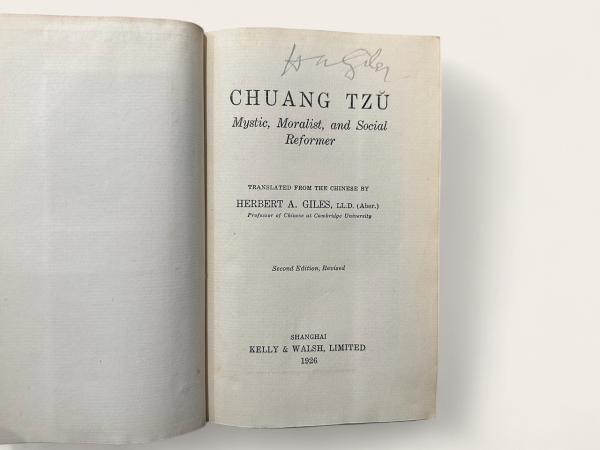 H A Giles
CHUANG TZŬ
Mystic, Moralist, and Social
Reformer
TRANSLATED FROM THE CHINESE BY
HERBERT A. GILES, LL.D. (Aber.)
Professor of Chinese at Cambridge University
Second Edition, Revised
SHANGHAI
KELLY & WALSH, LIMITED
1926